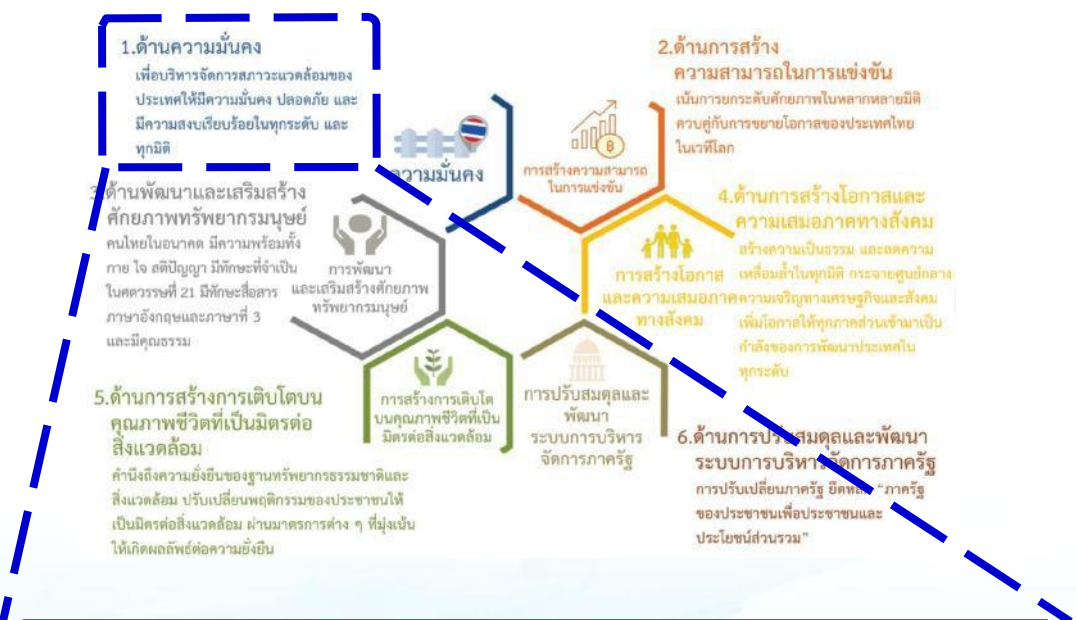 1.ด้านความมั่นคง
เพื่อบริหารจัดการสภาวะแวดล้อมของ
ประเทศให้มีความมั่นคง ปลอดภัย และ
มีความสงบเรียบร้อยในทุกระดับ และ
ทุกมิติ
ความมั่นคง
2.ด้านการสร้าง
ความสามารถในการแข่งขัน
เน้นการยกระดับศักยภาพในหลากหลายมิติ
ควบคู่กับการขยายโอกาสของประเทศไทย
ในเวทีโลก
การสร้างความสามารถ
ในการแข่งขัน
3.ด้านพัฒนาและเสริมสร้าง
ศักยภาพทรัพยากรมนุษย์
คนไทยในอนาคต มีความพร้อมทั้ง
กาย ใจ สติปัญญา มีทักษะที่จำเป็น
ในศตวรรษที่ 21 มีทักษะสื่อสาร
ภาษาอังกฤษและภาษาที่ 3
และมีคุณธรรม
การพัฒนา
และเสริมสร้างศักยภาพ
ทรัพยากรมนุษย์
4.ด้านการสร้างโอกาสและ
ความเสมอภาคทางสังคม
สร้างความเป็นธรรม และลดความ
เหลื่อมล้ำในทุกมิติ กระจายศูนย์กลาง
ความเจริญทางเศรษฐกิจและสังคม
เพิ่มโอกาสให้ทุกภาคส่วนเข้ามาเป็น
กำลังของการพัฒนาประเทศใน
ทุกระดับ
การสร้างโอกาส
และความเสมอภาค
ทางสังคม
5.ด้านการสร้างการเติบโตบน
คุณภาพชีวิตที่เป็นมิตรต่อ
สิ่งแวดล้อม
คำนึงถึงความยั่งยืนของฐานทรัพยากรธรรมชาติและ
สิ่งแวดล้อม ปรับเปลี่ยนพฤติกรรมของประชาชนให้
เป็นมิตรต่อสิ่งแวดล้อม ผ่านมาตรการต่าง ๆ ที่มุ่งเน้น
ให้เกิดผลลัพธ์ต่อความยั่งยืน
การสร้างการเติบโต
บนคุณภาพชีวิตที่เป็น
มิตรต่อสิ่งแวดล้อม
การปรับสมดุลและ
พัฒนา
ระบบการบริหาร
จัดการภาครัฐ
6.ด้านการปรับสมดุลและพัฒนา
ระบบการบริหารจัดการภาครัฐ
การปรับเปลี่ยนภาครัฐ ยึดหลัก “ภาครัฐ
ของประชาชนเพื่อประชาชนและ
ประโยชน์ส่วนรวม”